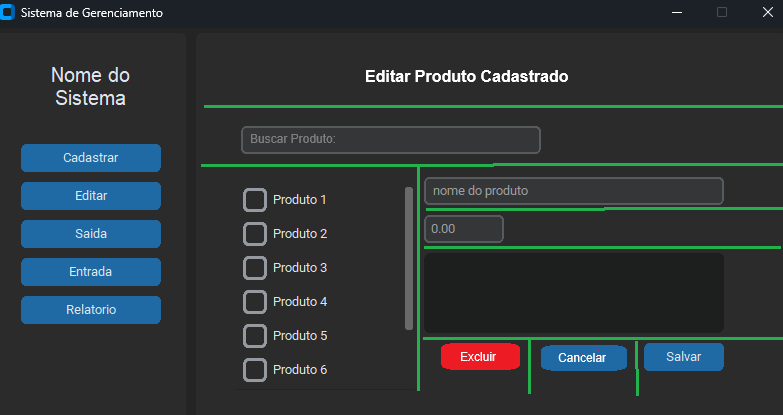 Sistema de Gerenciamento
Nome do
Sistema
Cadastrar
Editar
Saida
Entrada
Relatorio
Editar Produto Cadastrado
Buscar Produto:
Produto 1
Produto 2
Produto 3
Produto 4
Produto 5
Produto 6
nome do produto
0.00
Excluir
Cancelar
Salvar